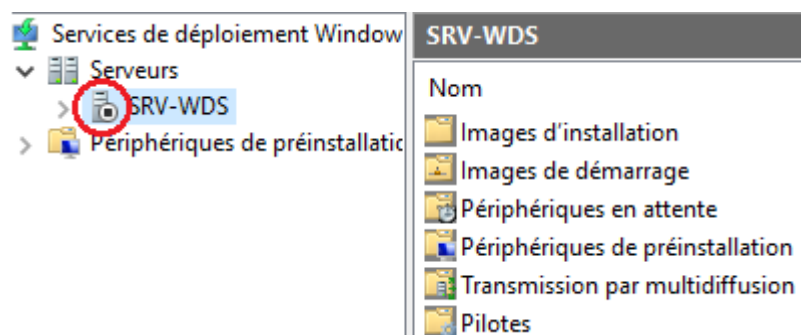 Services de déploiement Window
Serveurs
SRV-WDS
Périphériques de préinstallatic
SRV-WDS
Nom
Images d'installation
Images de démarrage
Périphériques en attente
Périphériques de préinstallation
Transmission par multidiffusion
Pilotes